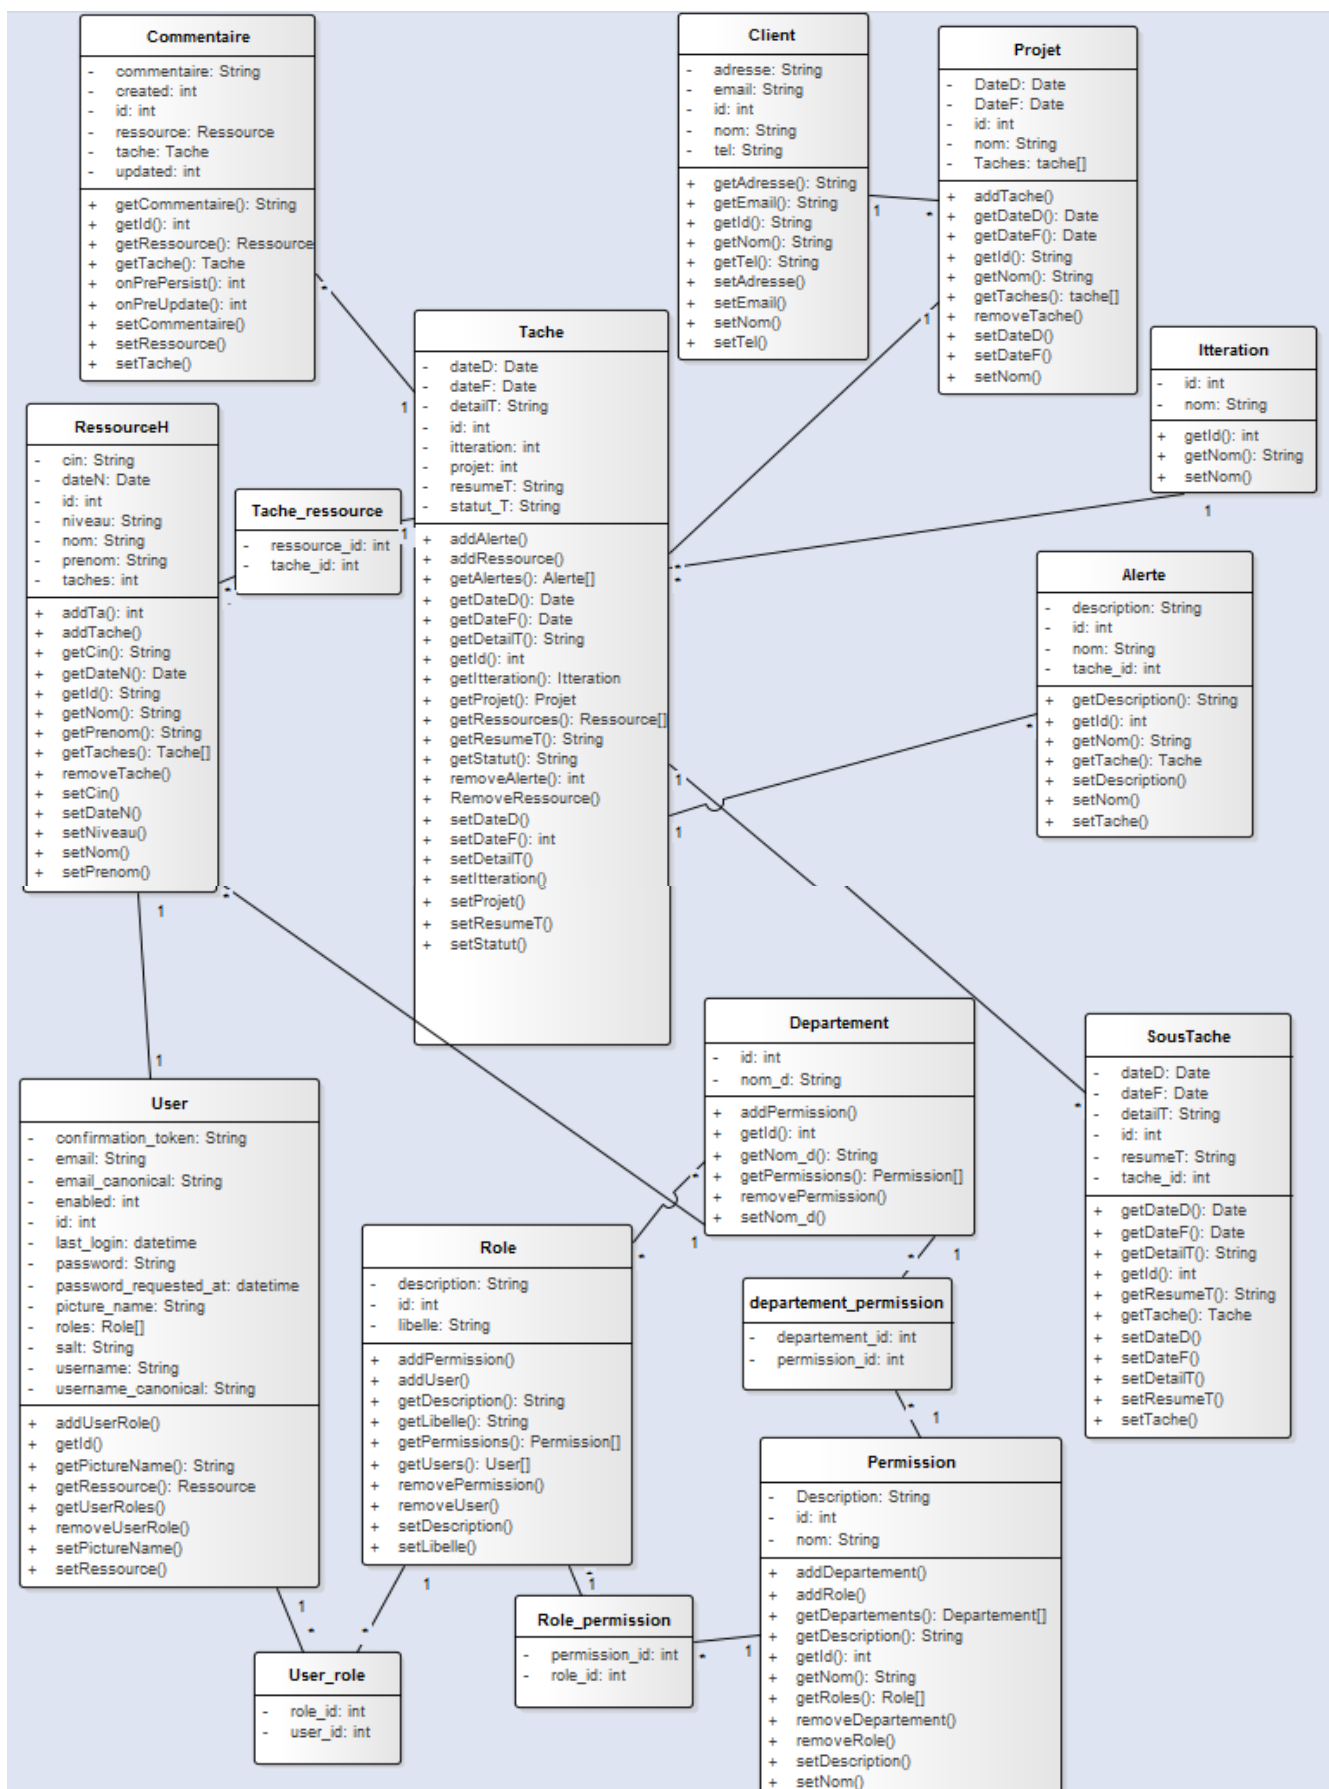 Commentaire
- commentaire: String
- created: int
- id: int
- ressource: Ressource
- tache: Tache
- updated: int
+ getCommentaire(): String
+ getId(): int
+ getRessource(): Ressource
+ getTache(): Tache
+ onPrePersist(): int
+ onPreUpdate(): int
+ setCommentaire()
+ setRessource()
+ setTache()
*
1
Client
- adresse: String
- email: String
- id: int
- nom: String
- tel: String
+ getAdresse(): String
+ getEmail(): String
+ getId(): String
+ getNom(): String
+ getTel(): String
+ setAdresse()
+ setEmail()
+ setNom()
+ setTel()
1
*
Projet
- DateD: Date
- DateF: Date
- id: int
- nom: String
- Taches: tache[]
+ addTache()
+ getDateD(): Date
+ getDateF(): Date
+ getId(): String
+ getNom(): String
+ getTaches(): tache[]
+ removeTache()
+ setDateD()
+ setDateF()
+ setNom()
1
Itteration
- id: int
- nom: String
+ getId(): int
+ getNom(): String
+ setNom()
1
Tache
- dateD: Date
- dateF: Date
- detailT: String
- id: int
- itteration: int
- projet: int
- resumeT: String
- statut_T: String
+ addAlerte()
+ addRessource()
+ getAlertes(): Alerte[]
+ getDateD(): Date
+ getDateF(): Date
+ getDetailT(): String
+ getId(): int
+ getItteration(): Itteration
+ getProjet(): Projet
+ getRessources(): Ressource[]
+ getResumeT(): String
+ getStatut(): String
+ removeAlerte(): int
+ RemoveRessource()
+ setDateD()
+ setDateF(): int
+ setDetailT()
+ setItteration()
+ setProjet()
+ setResumeT()
+ setStatut()
*
*
1
1
RessourceH
- cin: String
- dateN: Date
- id: int
- niveau: String
- nom: String
- prenom: String
- taches: int
+ addTa(): int
+ addTache()
+ getCin(): String
+ getDateN(): Date
+ getId(): String
+ getNom(): String
+ getPrenom(): String
+ getTaches(): Tache[]
+ removeTache()
+ setCin()
+ setDateN()
+ setNiveau()
+ setNom()
+ setPrenom()
*
1
Tache_ressource
- ressource_id: int
- tache_id: int
1
*
Alerte
- description: String
- id: int
- nom: String
- tache_id: int
+ getDescription(): String
+ getId(): int
+ getNom(): String
+ getTache(): Tache
+ setDescription()
+ setNom()
+ setTache()
*
Departement
- id: int
- nom_d: String
+ addPermission()
+ getId(): int
+ getNom_d(): String
+ getPermissions(): Permission[]
+ removePermission()
+ setNom_d()
*
1
1
SousTache
- dateD: Date
- dateF: Date
- detailT: String
- id: int
- resumeT: String
- tache_id: int
+ getDateD(): Date
+ getDateF(): Date
+ getDetailT(): String
+ getId(): int
+ getResumeT(): String
+ getTache(): Tache
+ setDateD()
+ setDateF()
+ setDetailT()
+ setResumeT()
+ setTache()
*
1
User
- confirmation_token: String
- email: String
- email_canonical: String
- enabled: int
- id: int
- last_login: datetime
- password: String
- password_requested_at: datetime
- picture_name: String
- roles: Role[]
- salt: String
- username: String
- username_canonical: String
+ addUserRole()
+ getId()
+ getPictureName(): String
+ getRessource(): Ressource
+ getUserRoles()
+ removeUserRole()
+ setPictureName()
+ setRessource()
1
*
Role
- description: String
- id: int
- libelle: String
+ addPermission()
+ addUser()
+ getDescription(): String
+ getLibelle(): String
+ getPermissions(): Permission[]
+ getUsers(): User[]
+ removePermission()
+ removeUser()
+ setDescription()
+ setLibelle()
*
1
1
*
departement_permission
- departement_id: int
- permission_id: int
*
*
1
Permission
- Description: String
- id: int
- nom: String
+ addDepartement()
+ addRole()
+ getDepartements(): Departement[]
+ getDescription(): String
+ getId(): int
+ getNom(): String
+ getRoles(): Role[]
+ removeDepartement()
+ removeRole()
+ setDescription()
+ setNom()
1
Role_permission
- permission_id: int
- role_id: int
*
User_role
- role_id: int
- user_id: int
*